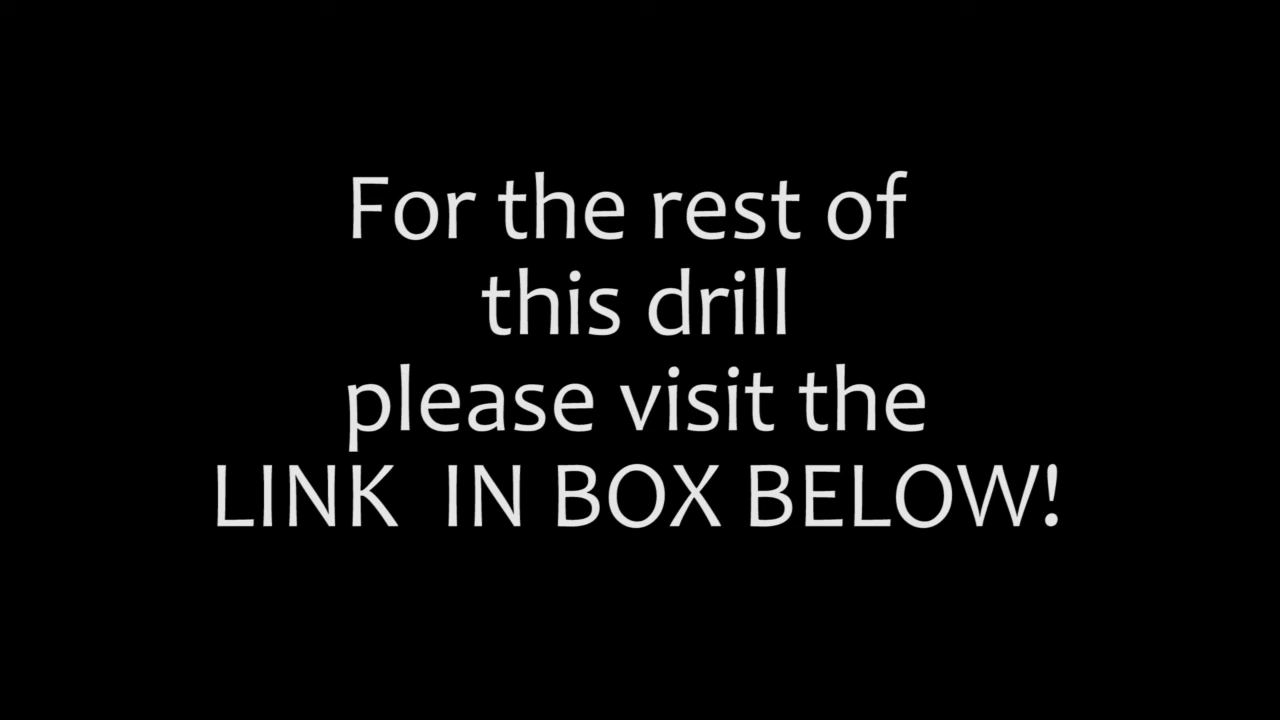 For the rest of
this drill
please visit the
LINK  IN BOX BELOW!